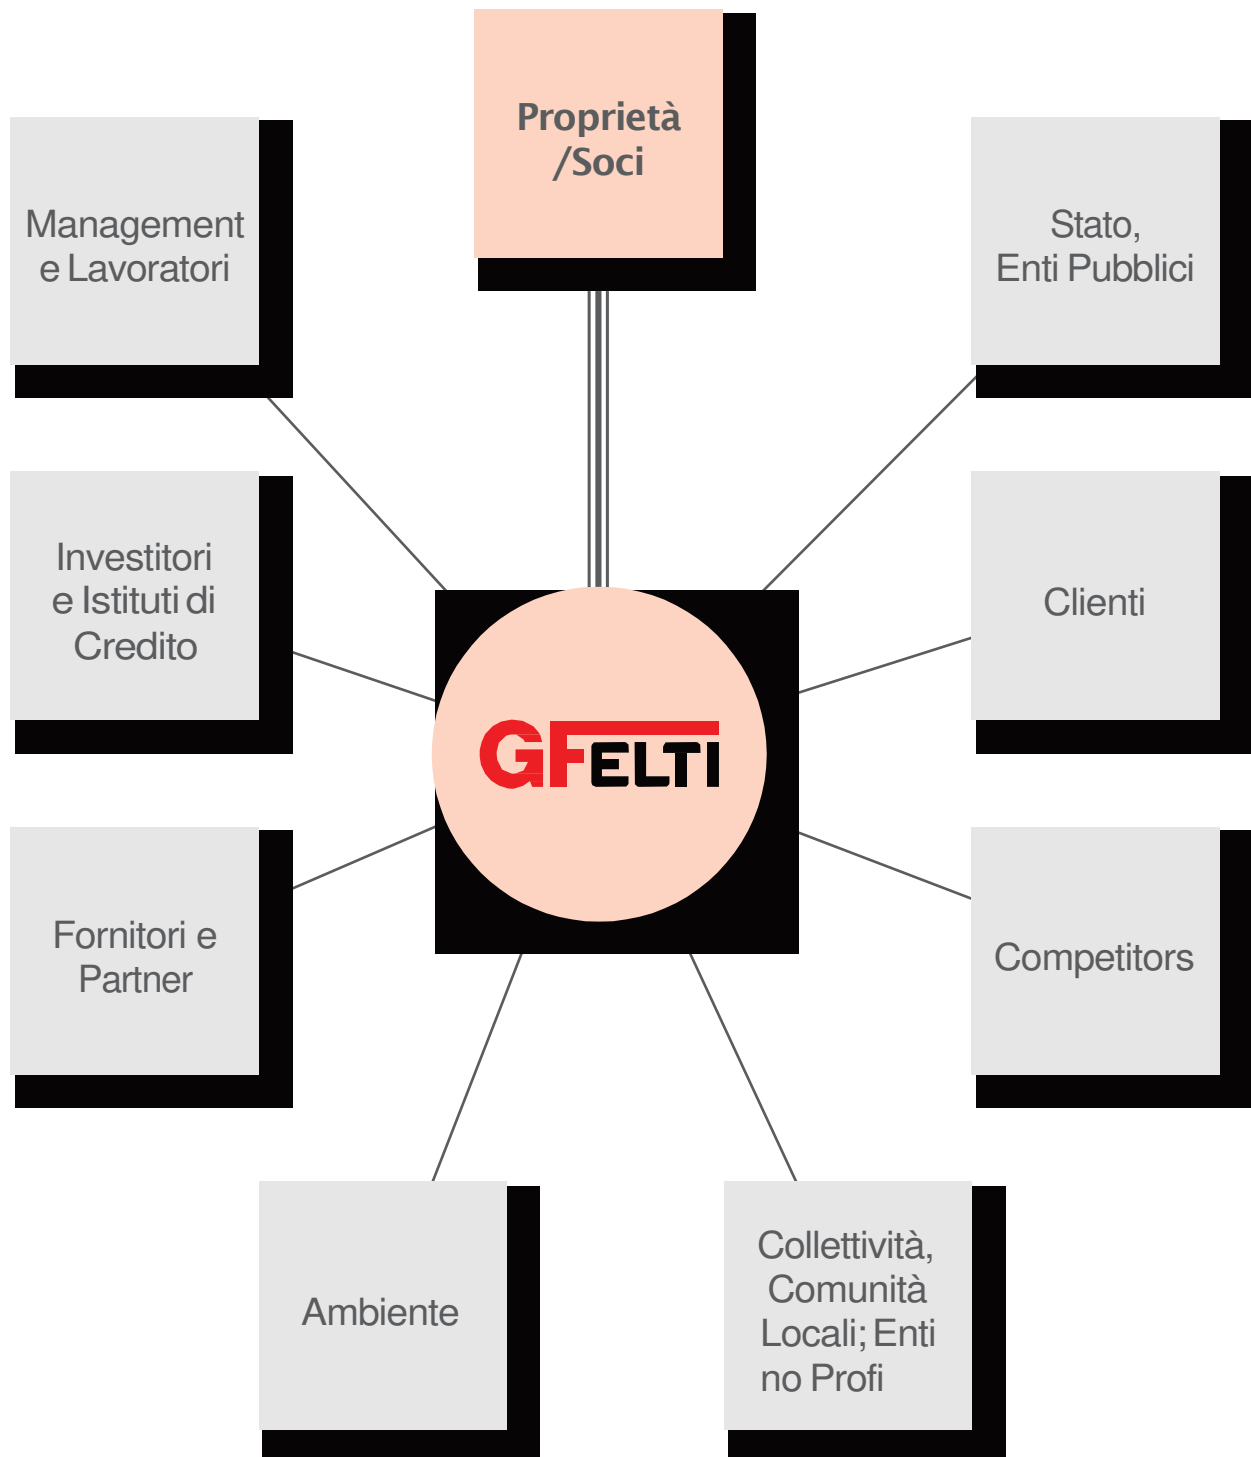 Proprietà
/Soci
Management
e Lavoratori
Stato,
Enti Pubblici
Investitori
e Istituti di
Credito
Clienti
GFELTI
Fornitori e
Partner
Competitors
Ambiente
Collettività,
Comunità
Locali; Enti
no Profi